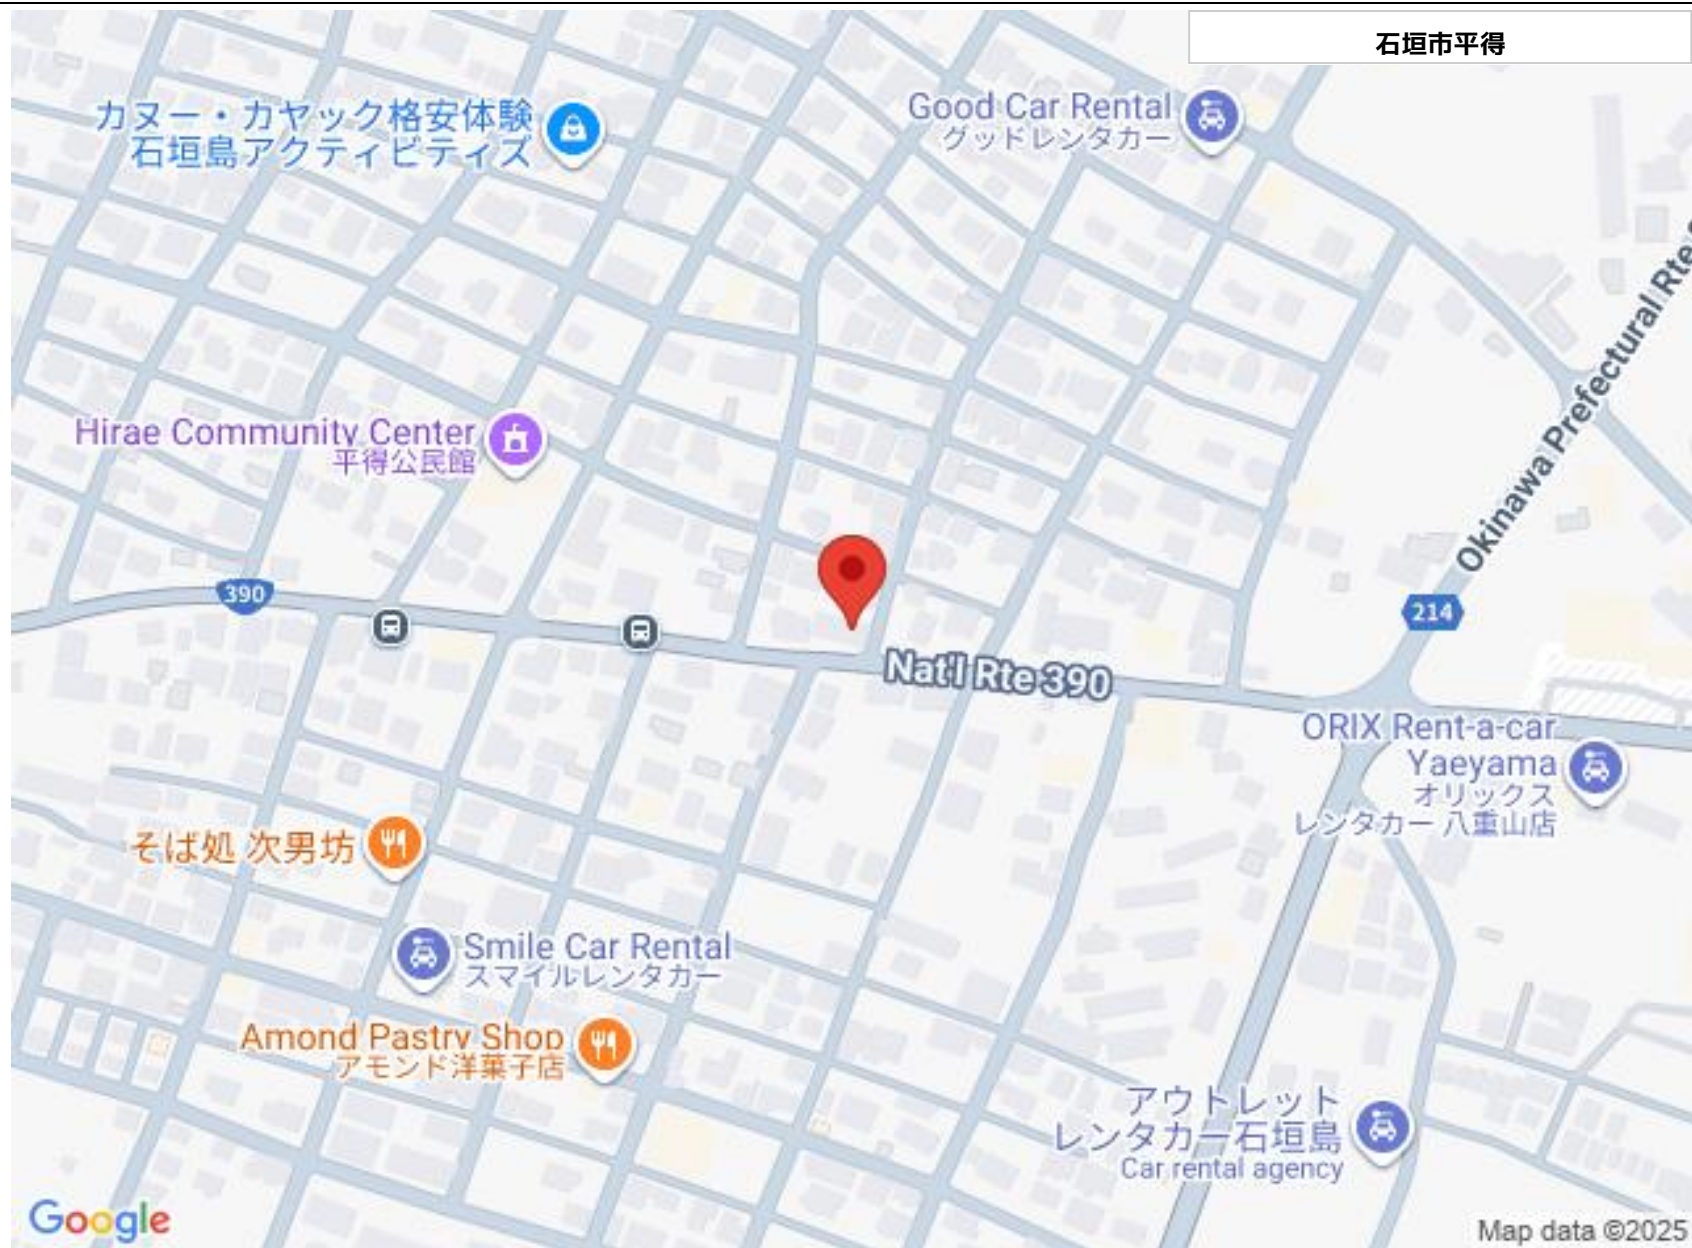 石垣市平得
カヌー・カヤック格安体験
石垣島アクティビティズ
Good Car Rental
グッドレンタカー
Okinawa Prefectural Rte
Hirae Community Center
平得公民館
390
214
Nat'l Rte 390
ORIX Rent-a-car
Yaeyama
オリックス
レンタカー 八重山店
そば処 次男坊
Smile Car Rental
スマイルレンタカー
Amond Pastry Shop
アモンド洋菓子店
アウトレット
レンタカー石垣島
Car rental agency
Google
Map data ©2025